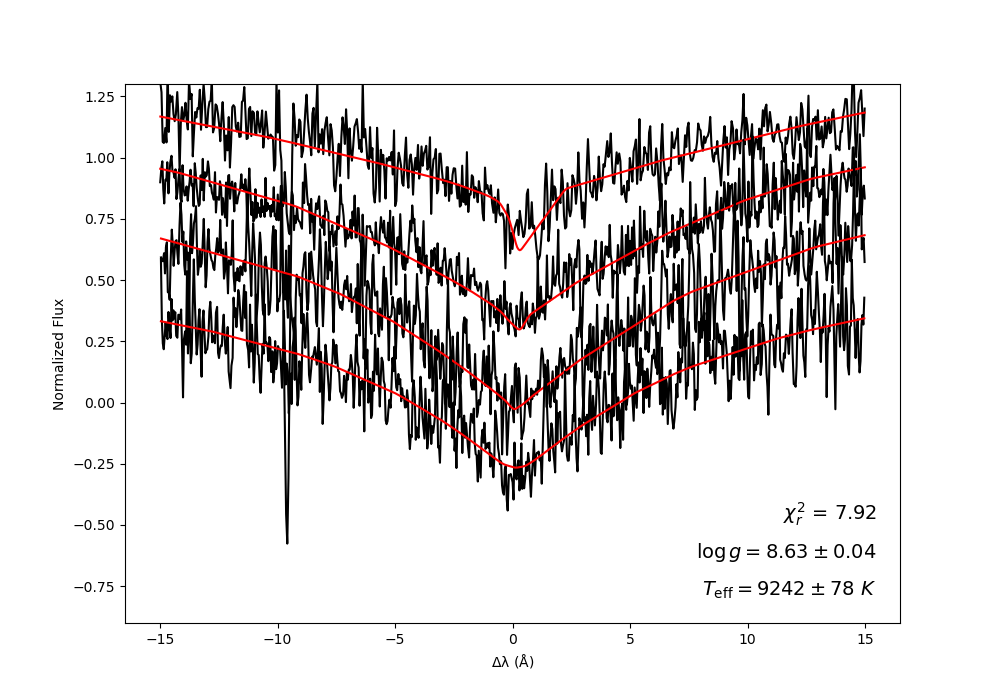 1.25
1.00
0.75
0.50
0.25
0.00
−0.25
−0.50
−0.75
Normalized Flux
χ²ᵣ = 7.92
log g = 8.63 ± 0.04
T_eff = 9242 ± 78 K
−15 −10 −5 0 5 10 15
Δλ (Å)